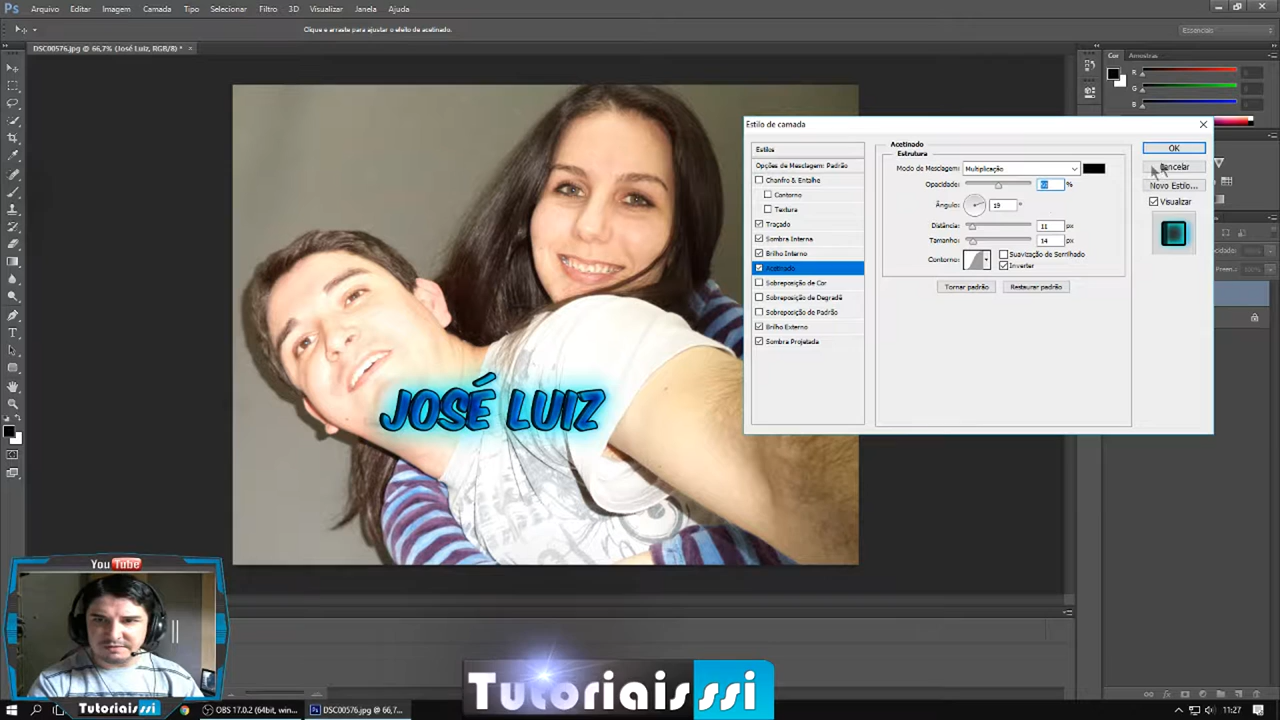 Ps Arquivo Editar Imagem Camada Tipo Selecionar Filtro 3D Visualizar Janela Ajuda
Clique e arraste para ajustar o efeito de acetinado.
DSC00576.jpg @ 66,7% (José Luiz, RGB/8) *
Cor Amostras
R
G
B
Estilo de camada
Estilos
Opções de Mesclagem: Padrão
Chanfro & Entalhe
Contorno
Textura
Traçado
Sombra Interna
Brilho Interno
Acetinado
Sobreposição de Cor
Sobreposição de Degradê
Sobreposição de Padrão
Brilho Externo
Sombra Projetada
Acetinado
Estrutura
Modo de Mesclagem: Multiplicação
Opacidade: %
Ângulo: 19 °
Distância: 11 px
Tamanho: 14 px
Contorno: Suavização de Serrilhado
Inverter
Tornar padrão Restaurar padrão
OK
Cancelar
Novo Estilo...
Visualizar
JOSÉ LUIZ
YouTube
Tutoriaisssi
Tutoriaisssi
OBS 17.0.2 (64bit, win...
DSC00576.jpg @ 66,7...
11:27